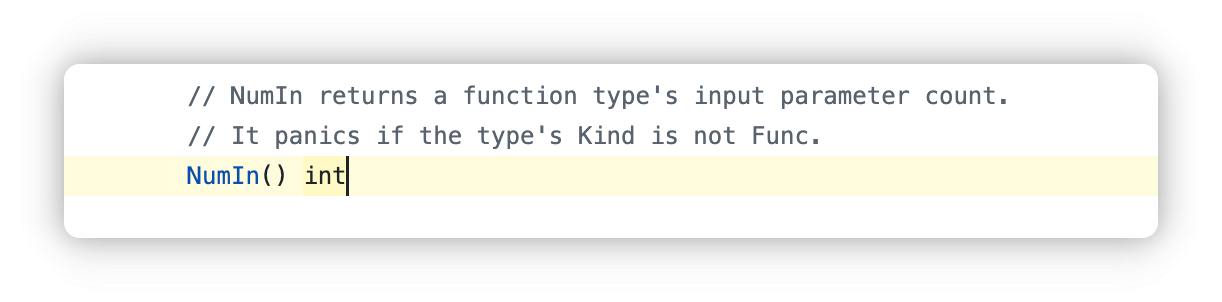 // NumIn returns a function type's input parameter count.
// It panics if the type's Kind is not Func.
NumIn() int